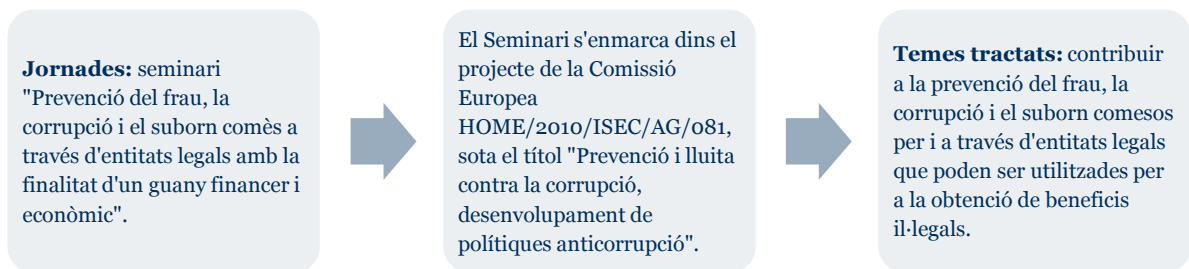 Jornades: seminari
"Prevenció del frau, la
corrupció i el suborn comès a
través d'entitats legals amb la
finalitat d'un guany financer i
econòmic".
El Seminari s'enmarca dins el
projecte de la Comissió
Europea
HOME/2010/ISEC/AG/081,
sota el títol "Prevenció i lluita
contra la corrupció,
desenvolupament de
polítiques anticorrupció".
Temes tractats: contribuir
a la prevenció del frau, la
corrupció i el suborn comesos
per i a través d'entitats legals
que poden ser utilitzades per
a la obtenció de beneficis
il·legals.